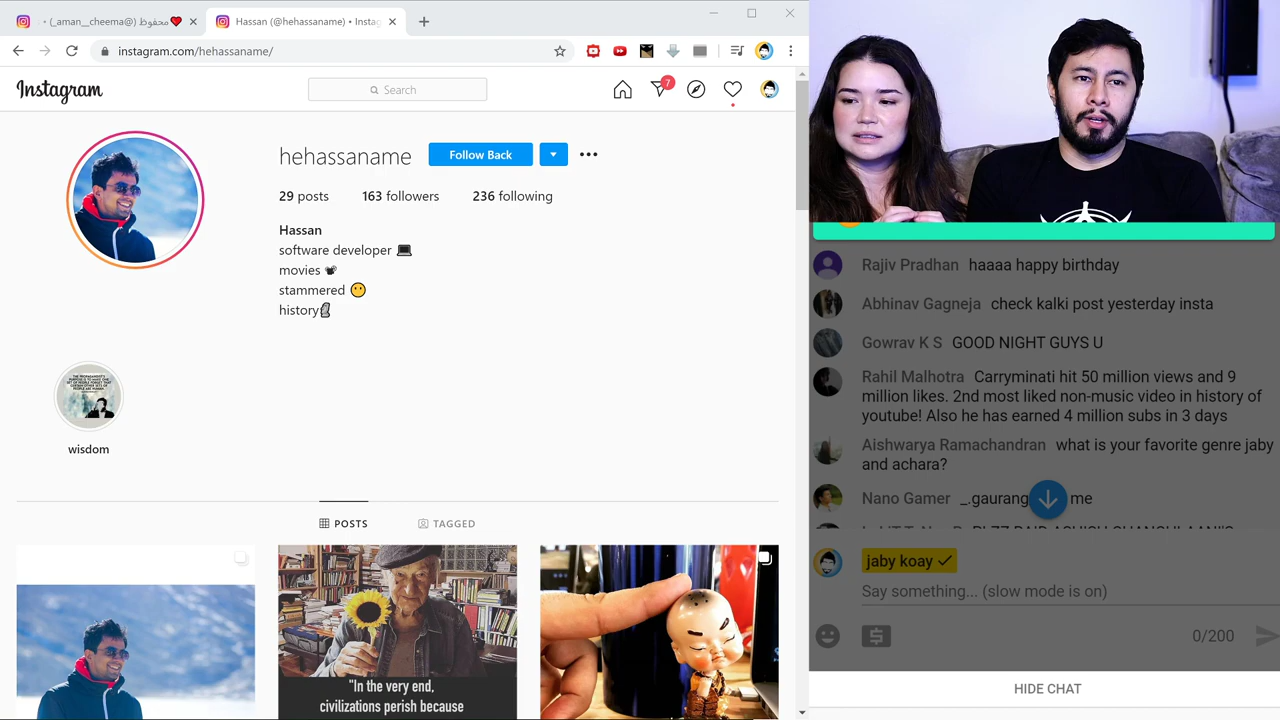 محفوظ❤️ (@_aman__cheema) •
Hassan (@hehassaname) • Instag
instagram.com/hehassaname/
Instagram
Search
7
hehassaname
Follow Back
29 posts 163 followers 236 following
Hassan
software developer 💻
movies 📽
stammered 😶
history🗿
wisdom
POSTS
TAGGED
"In the very end,
civilizations perish because
Rajiv Pradhan haaaa happy birthday
Abhinav Gagneja check kalki post yesterday insta
Gowrav K S GOOD NIGHT GUYS U
Rahil Malhotra Carryminati hit 50 million views and 9
million likes. 2nd most liked non-music video in history of
youtube! Also he has earned 4 million subs in 3 days
Aishwarya Ramachandran what is your favorite genre jaby
and achara?
Nano Gamer _.gaurang me
jaby koay
Say something... (slow mode is on)
0/200
HIDE CHAT